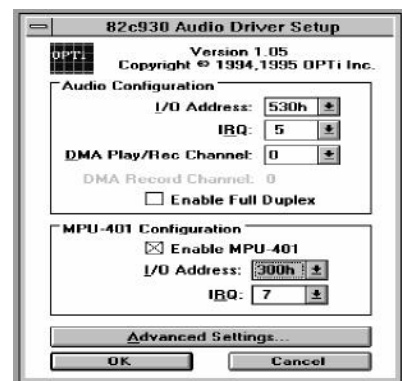 82c930 Audio Driver Setup
OPTi
Version 1.05
Copyright © 1994,1995 OPTi Inc.
Audio Configuration
I/O Address: 530h
IRQ: 5
DMA Play/Rec Channel: 0
DMA Record Channel: 0
Enable Full Duplex
MPU-401 Configuration
Enable MPU-401
I/O Address: 300h
IRQ: 7
Advanced Settings...
OK Cancel